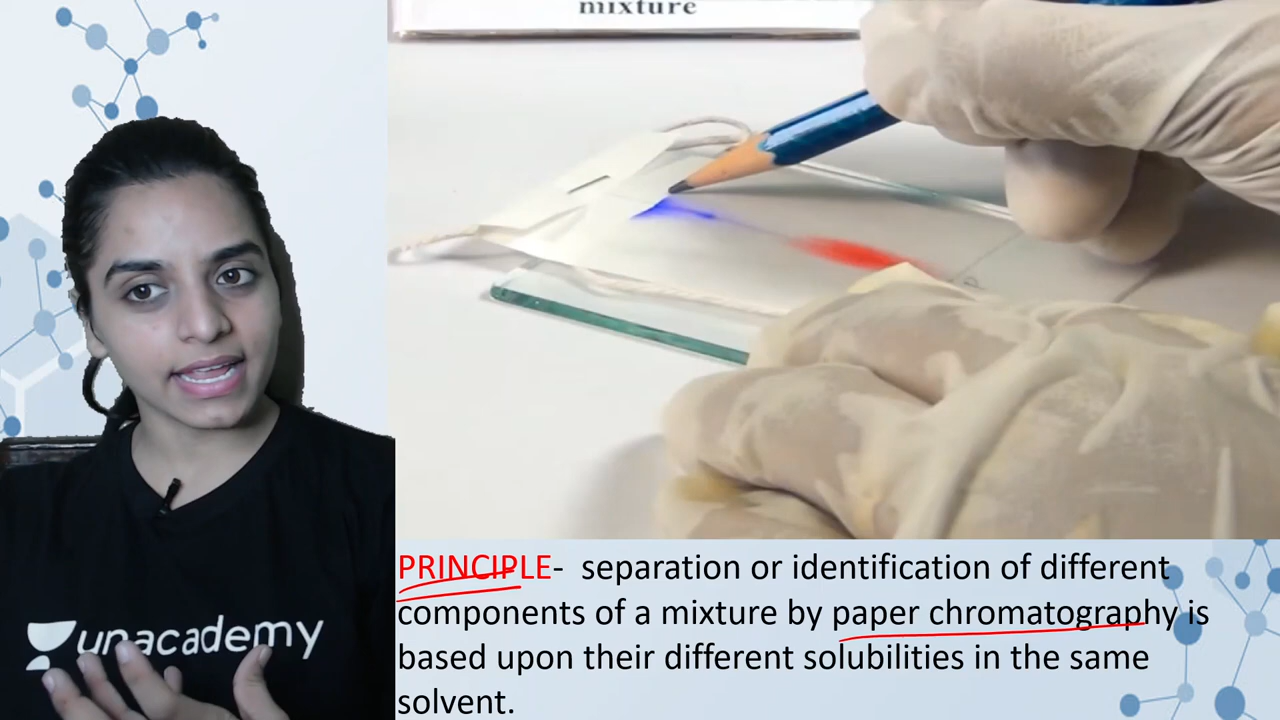 mixture
unacademy
PRINCIPLE- separation or identification of different
components of a mixture by paper chromatography is
based upon their different solubilities in the same
solvent.